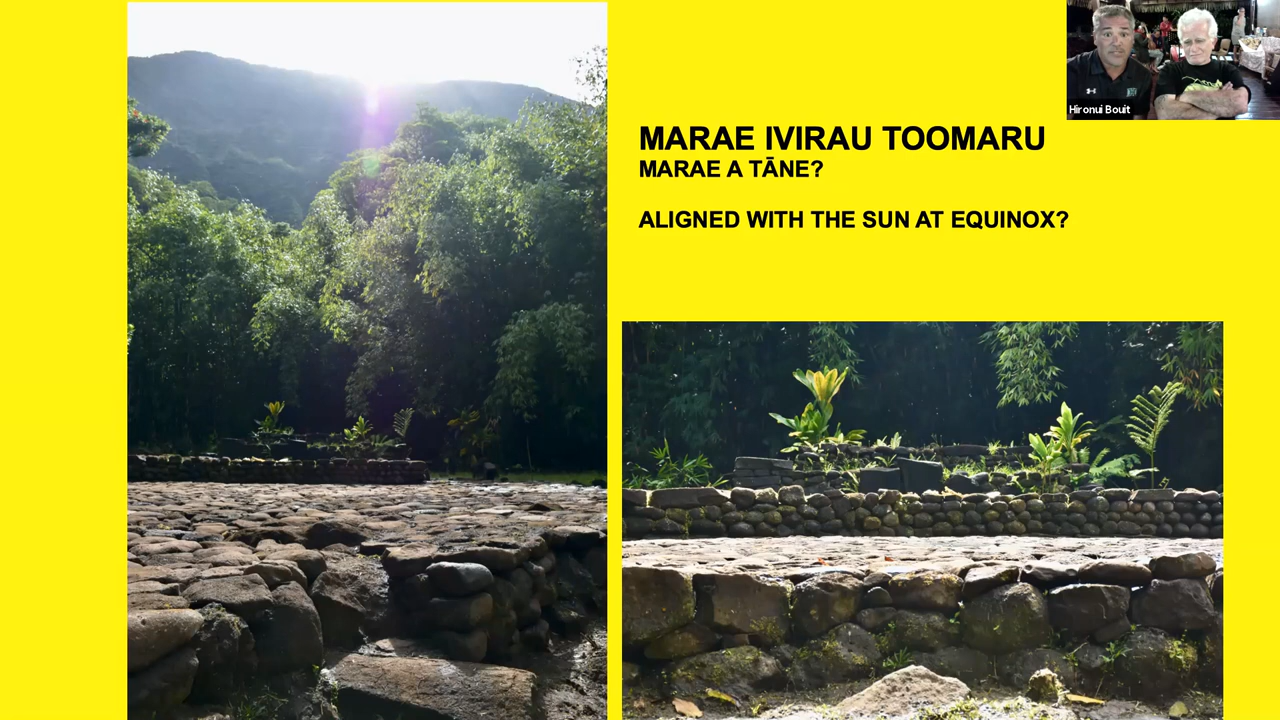 MARAE IVIRAU TOOMARU
MARAE A TĀNE?
ALIGNED WITH THE SUN AT EQUINOX?
Hironui Bouit